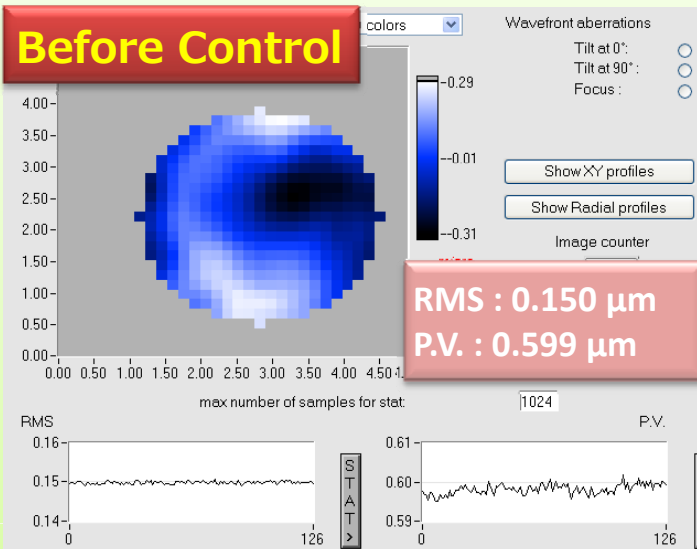 Before Control
colors
Wavefront aberrations
Tilt at 0°:
Tilt at 90°:
Focus :
4.00
3.50
3.00
2.50
2.00
1.50
1.00
0.50
0.00
0.00 0.50 1.00 1.50 2.00 2.50 3.00 3.50 4.00 4.50
-0.29
--0.01
--0.31
Show XY profiles
Show Radial profiles
Image counter
RMS : 0.150 µm
P.V. : 0.599 µm
max number of samples for stat:
1024
RMS
0.16
0.15
0.14
0
126
STAT >
P.V.
0.61
0.60
0.59
0
126